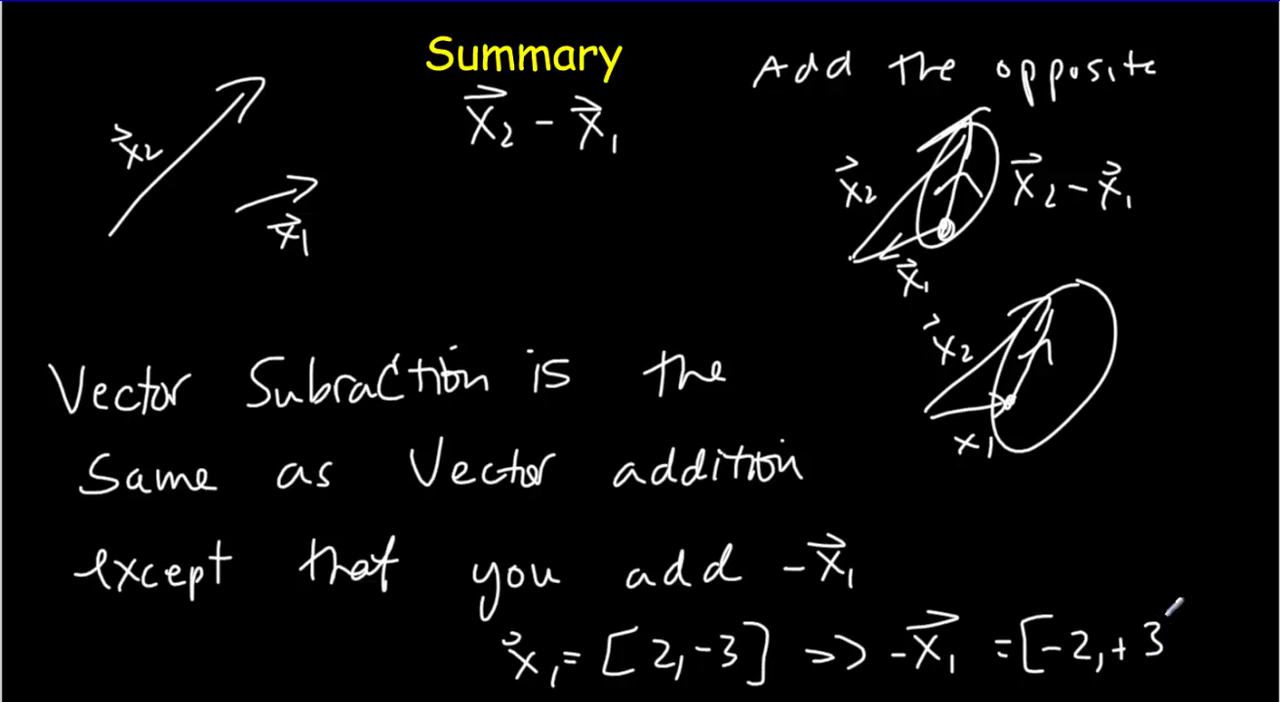 Summary
x⃗₂ − x⃗₁
Add the opposite
x⃗₂
x⃗₁
x⃗₂
x⃗₂ − x⃗₁
x⃗₁
x⃗₂
x₁
Vector Subraction is the
Same as Vector addition
except that you add −x⃗₁
x⃗₁ = [2, −3] ⇒> −x⃗₁ = [−2, +3